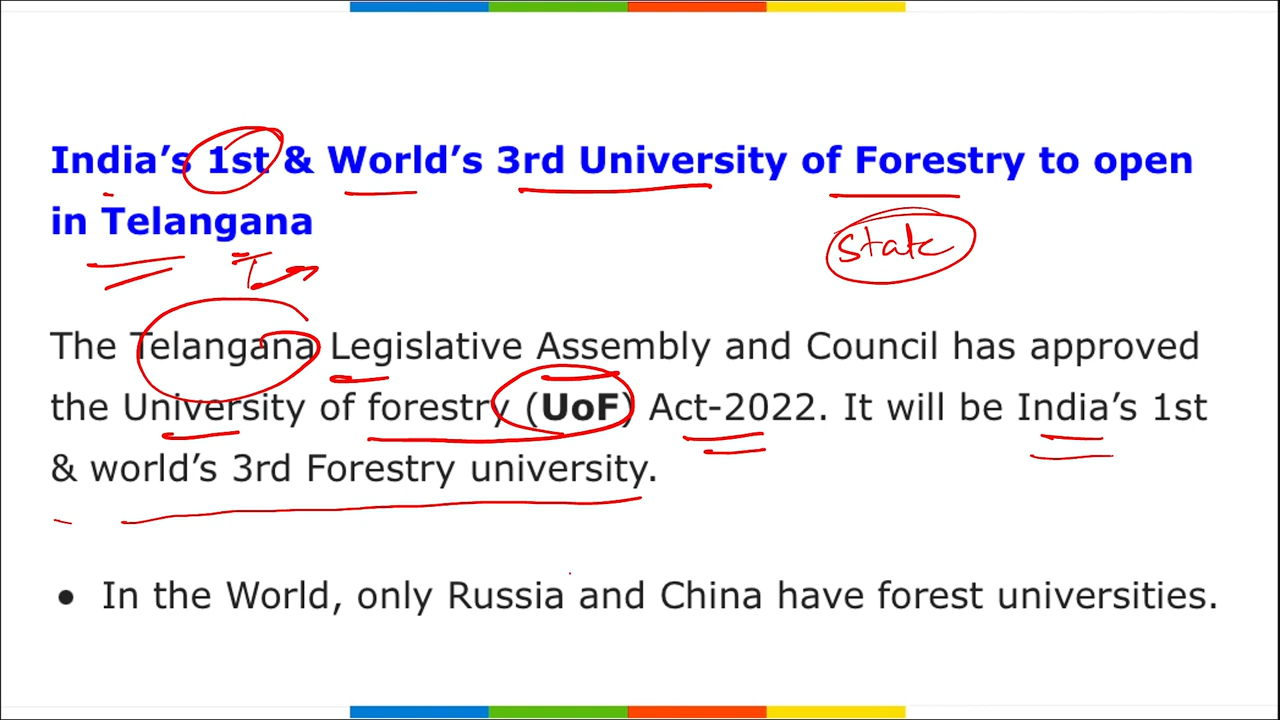 India’s 1st & World’s 3rd University of Forestry to open
in Telangana
state
The Telangana Legislative Assembly and Council has approved
the University of forestry (UoF) Act-2022. It will be India’s 1st
& world’s 3rd Forestry university.
● In the World, only Russia and China have forest universities.